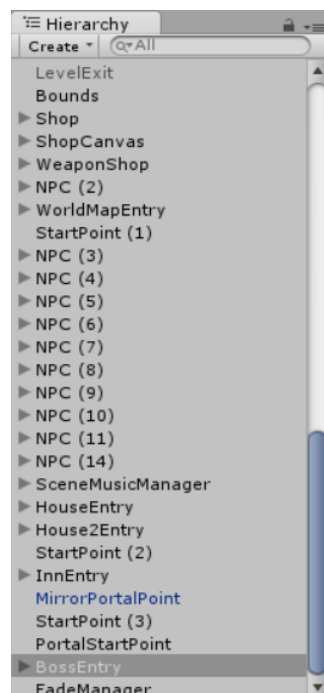 Hierarchy
Create All
LevelExit
Bounds
Shop
ShopCanvas
WeaponShop
NPC (2)
WorldMapEntry
StartPoint (1)
NPC (3)
NPC (4)
NPC (5)
NPC (6)
NPC (7)
NPC (8)
NPC (9)
NPC (10)
NPC (11)
NPC (14)
SceneMusicManager
HouseEntry
House2Entry
StartPoint (2)
InnEntry
MirrorPortalPoint
StartPoint (3)
PortalStartPoint
BossEntry
FadeManager